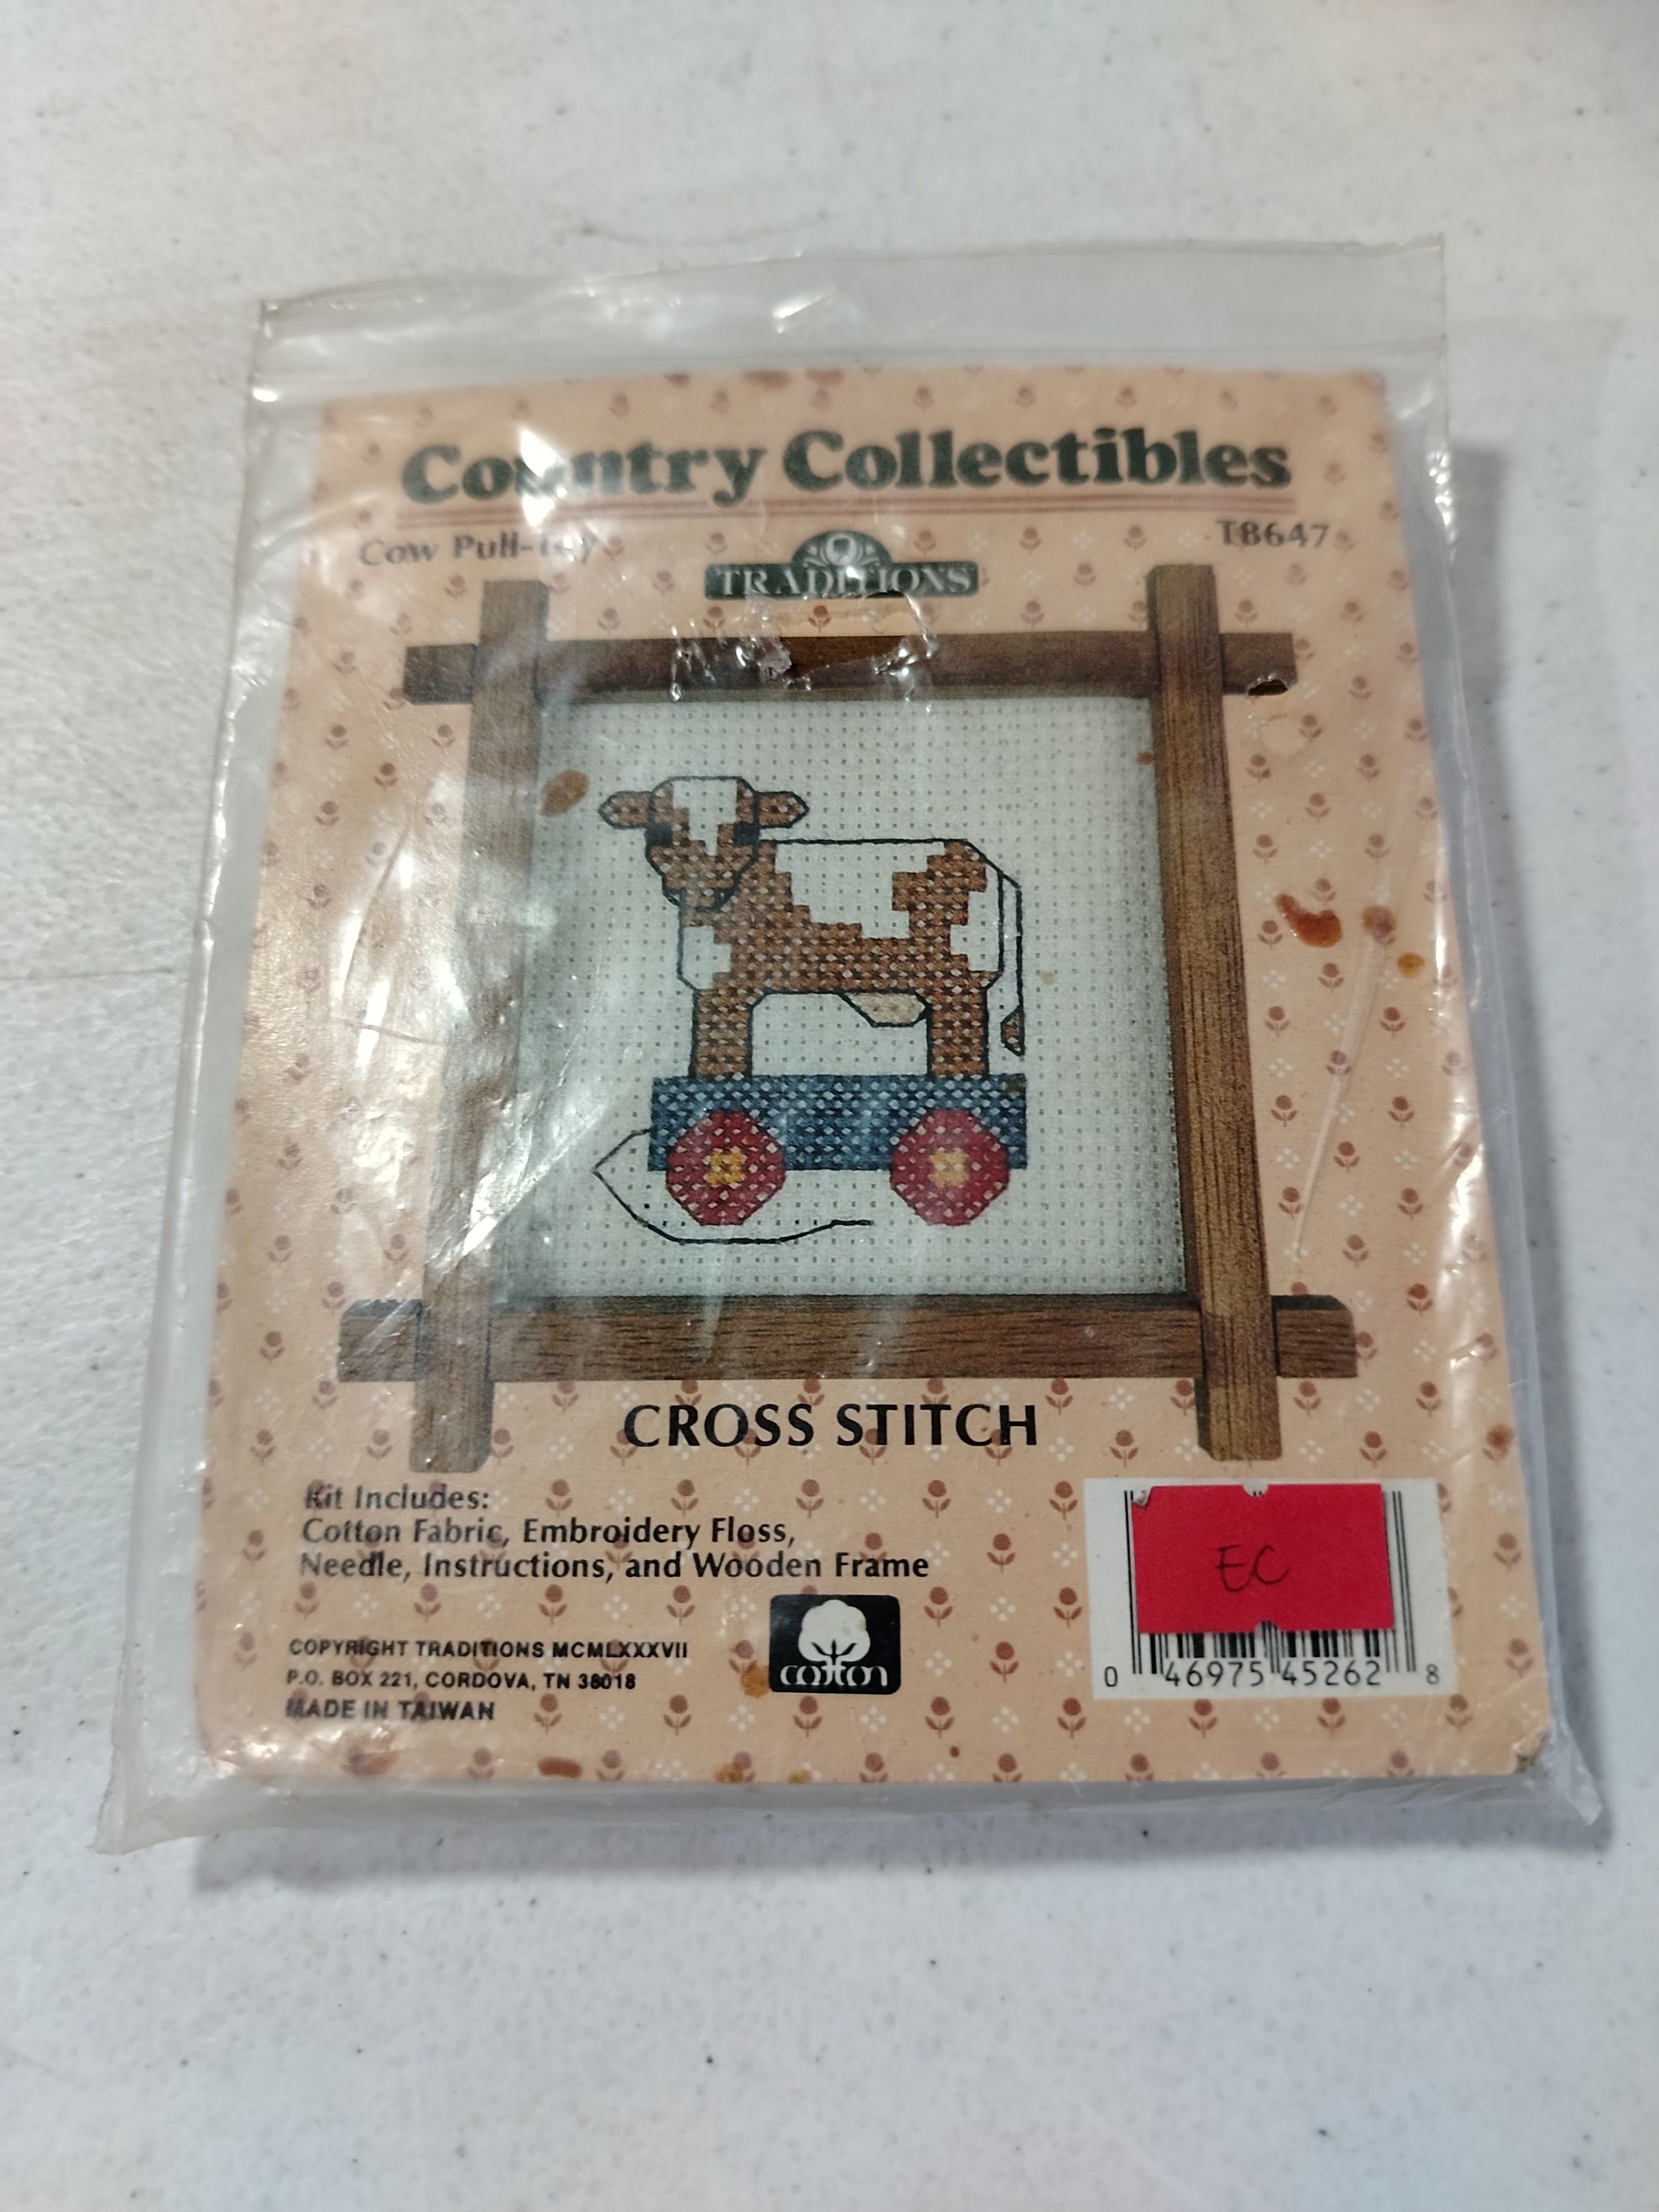 Country Collectibles
Cow Pull-Toy
T8647
TRADITIONS
CROSS STITCH
Kit Includes:
Cotton Fabric, Embroidery Floss,
Needle, Instructions, and Wooden Frame
COPYRIGHT TRADITIONS MCMLXXXVII
P.O. BOX 221, CORDOVA, TN 38018
MADE IN TAIWAN
cotton
EC
0 46975 45262 8